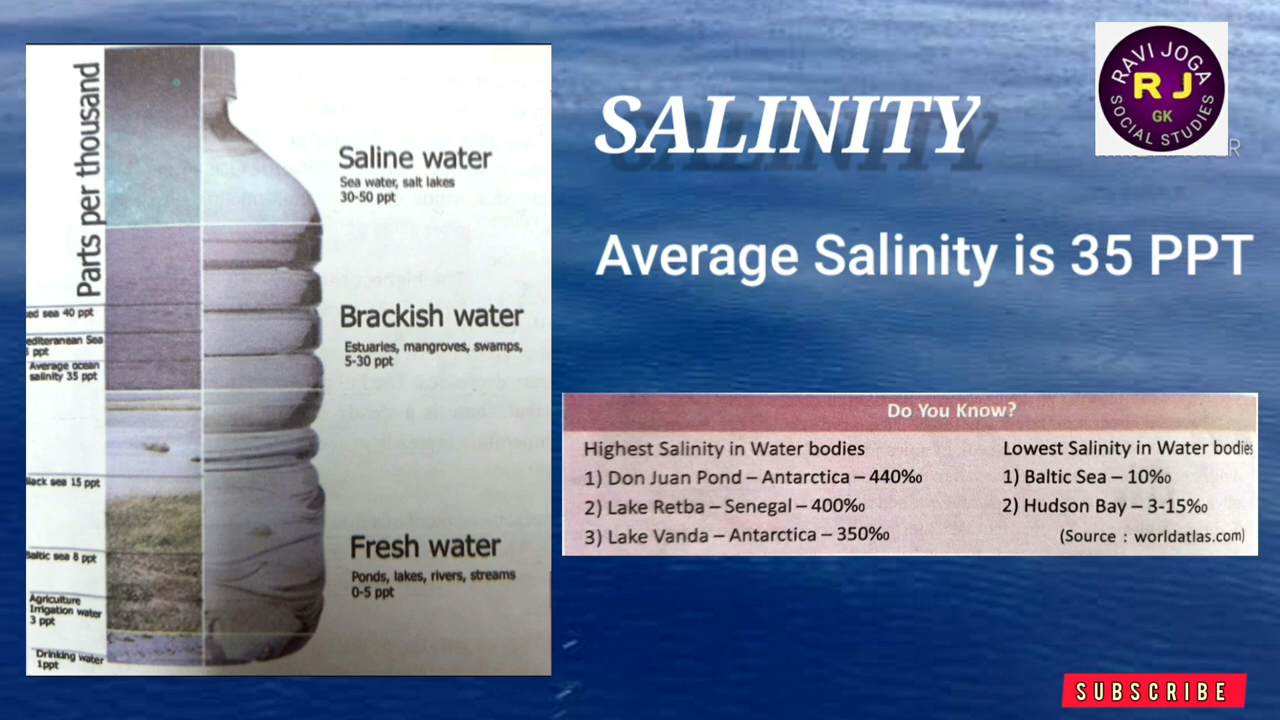 Parts per thousand
Saline water
Sea water, salt lakes
30-50 ppt
Brackish water
Estuaries, mangroves, swamps,
5-30 ppt
Fresh water
Ponds, lakes, rivers, streams
0-5 ppt
ed sea 40 ppt
editeranean Sea
ppt
Average ocean
salinity 35 ppt
lack sea 15 ppt
altic sea 8 ppt
Agriculture
Irrigation water
3 ppt
Drinking water
1ppt
SALINITY
Average Salinity is 35 PPT
RAVI JOGA
R J
GK
SOCIAL STUDIES
Do You Know?
Highest Salinity in Water bodies
1) Don Juan Pond – Antarctica – 440‰
2) Lake Retba – Senegal – 400‰
3) Lake Vanda – Antarctica – 350‰
Lowest Salinity in Water bodies
1) Baltic Sea – 10‰
2) Hudson Bay – 3-15‰
(Source : worldatlas.com)
SUBSCRIBE